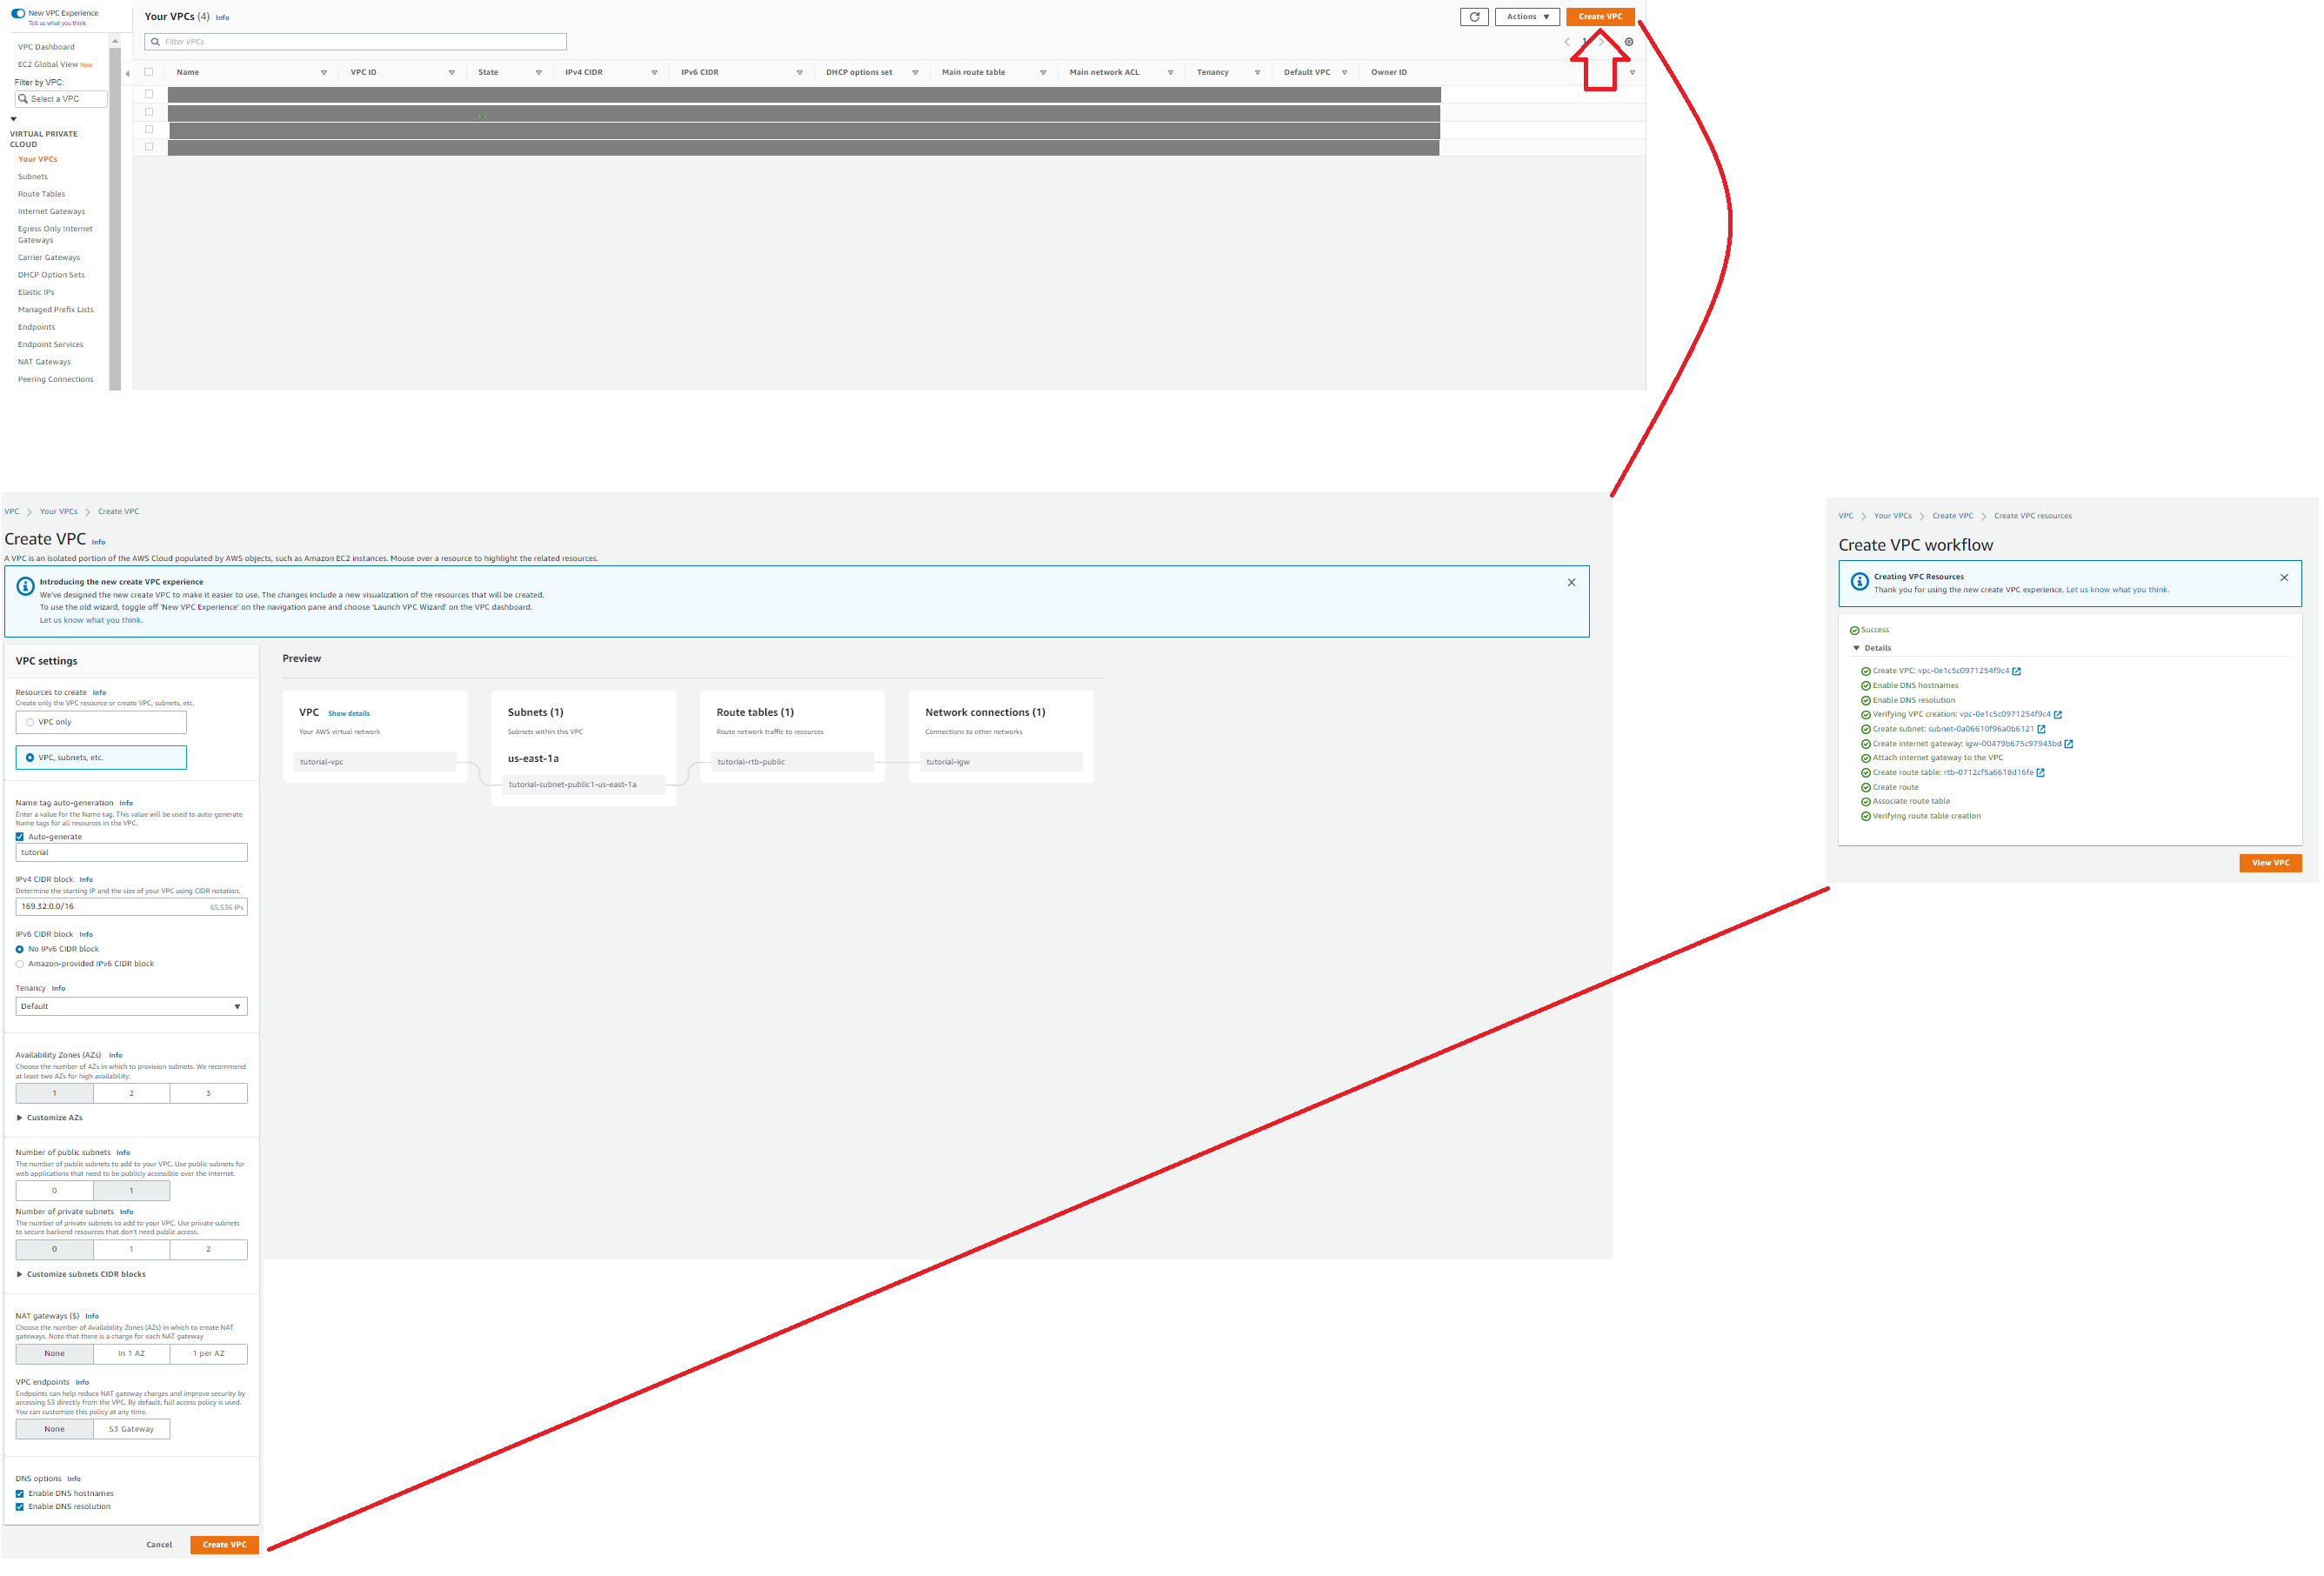 New VPC Experience
Tell us what you think
VPC Dashboard
EC2 Global View New
Filter by VPC:
Select a VPC
VIRTUAL PRIVATE
CLOUD
Your VPCs
Subnets
Route Tables
Internet Gateways
Egress Only Internet
Gateways
Carrier Gateways
DHCP Option Sets
Elastic IPs
Managed Prefix Lists
Endpoints
Endpoint Services
NAT Gateways
Peering Connections
Your VPCs (4) Info
Actions
Create VPC
Filter VPCs
1
Name VPC ID State IPv4 CIDR IPv6 CIDR DHCP options set Main route table Main network ACL Tenancy Default VPC Owner ID
VPC > Your VPCs > Create VPC
Create VPC Info
A VPC is an isolated portion of the AWS Cloud populated by AWS objects, such as Amazon EC2 instances. Mouse over a resource to highlight the related resources.
Introducing the new create VPC experience
We've designed the new create VPC to make it easier to use. The changes include a new visualization of the resources that will be created.
To use the old wizard, toggle off 'New VPC Experience' on the navigation pane and choose 'Launch VPC Wizard' on the VPC dashboard.
Let us know what you think.
VPC settings
Resources to create Info
Create only the VPC resource or create VPC, subnets, etc.
VPC only
VPC, subnets, etc.
Name tag auto-generation Info
Enter a value for the Name tag. This value will be used to auto-generate
Name tags for all resources in the VPC.
Auto-generate
tutorial
IPv4 CIDR block Info
Determine the starting IP and the size of your VPC using CIDR notation.
169.32.0.0/16 65,536 IPs
IPv6 CIDR block Info
No IPv6 CIDR block
Amazon-provided IPv6 CIDR block
Tenancy Info
Default
Availability Zones (AZs) Info
Choose the number of AZs in which to provision subnets. We recommend
at least two AZs for high availability.
1 2 3
Customize AZs
Number of public subnets Info
The number of public subnets to add to your VPC. Use public subnets for
web applications that need to be publicly accessible over the internet.
0 1
Number of private subnets Info
The number of private subnets to add to your VPC. Use private subnets
to secure backend resources that don't need public access.
0 1 2
Customize subnets CIDR blocks
NAT gateways ($) Info
Choose the number of Availability Zones (AZs) in which to create NAT
gateways. Note that there is a charge for each NAT gateway
None In 1 AZ 1 per AZ
VPC endpoints Info
Endpoints can help reduce NAT gateway charges and improve security by
accessing S3 directly from the VPC. By default, full access policy is used.
You can customize this policy at any time.
None S3 Gateway
DNS options Info
Enable DNS hostnames
Enable DNS resolution
Cancel Create VPC
Preview
VPC Show details
Your AWS virtual network
tutorial-vpc
Subnets (1)
Subnets within this VPC
us-east-1a
tutorial-subnet-public1-us-east-1a
Route tables (1)
Route network traffic to resources
tutorial-rtb-public
Network connections (1)
Connections to other networks
tutorial-igw
VPC > Your VPCs > Create VPC > Create VPC resources
Create VPC workflow
Creating VPC Resources
Thank you for using the new create VPC experience. Let us know what you think.
Success
Details
Create VPC: vpc-0e1c5c0971254f9c4
Enable DNS hostnames
Enable DNS resolution
Verifying VPC creation: vpc-0e1c5c0971254f9c4
Create subnet: subnet-0a06610f96a0b6121
Create internet gateway: igw-00479b675c97943bd
Attach internet gateway to the VPC
Create route table: rtb-0712cf5a6618d16fe
Create route
Associate route table
Verifying route table creation
View VPC